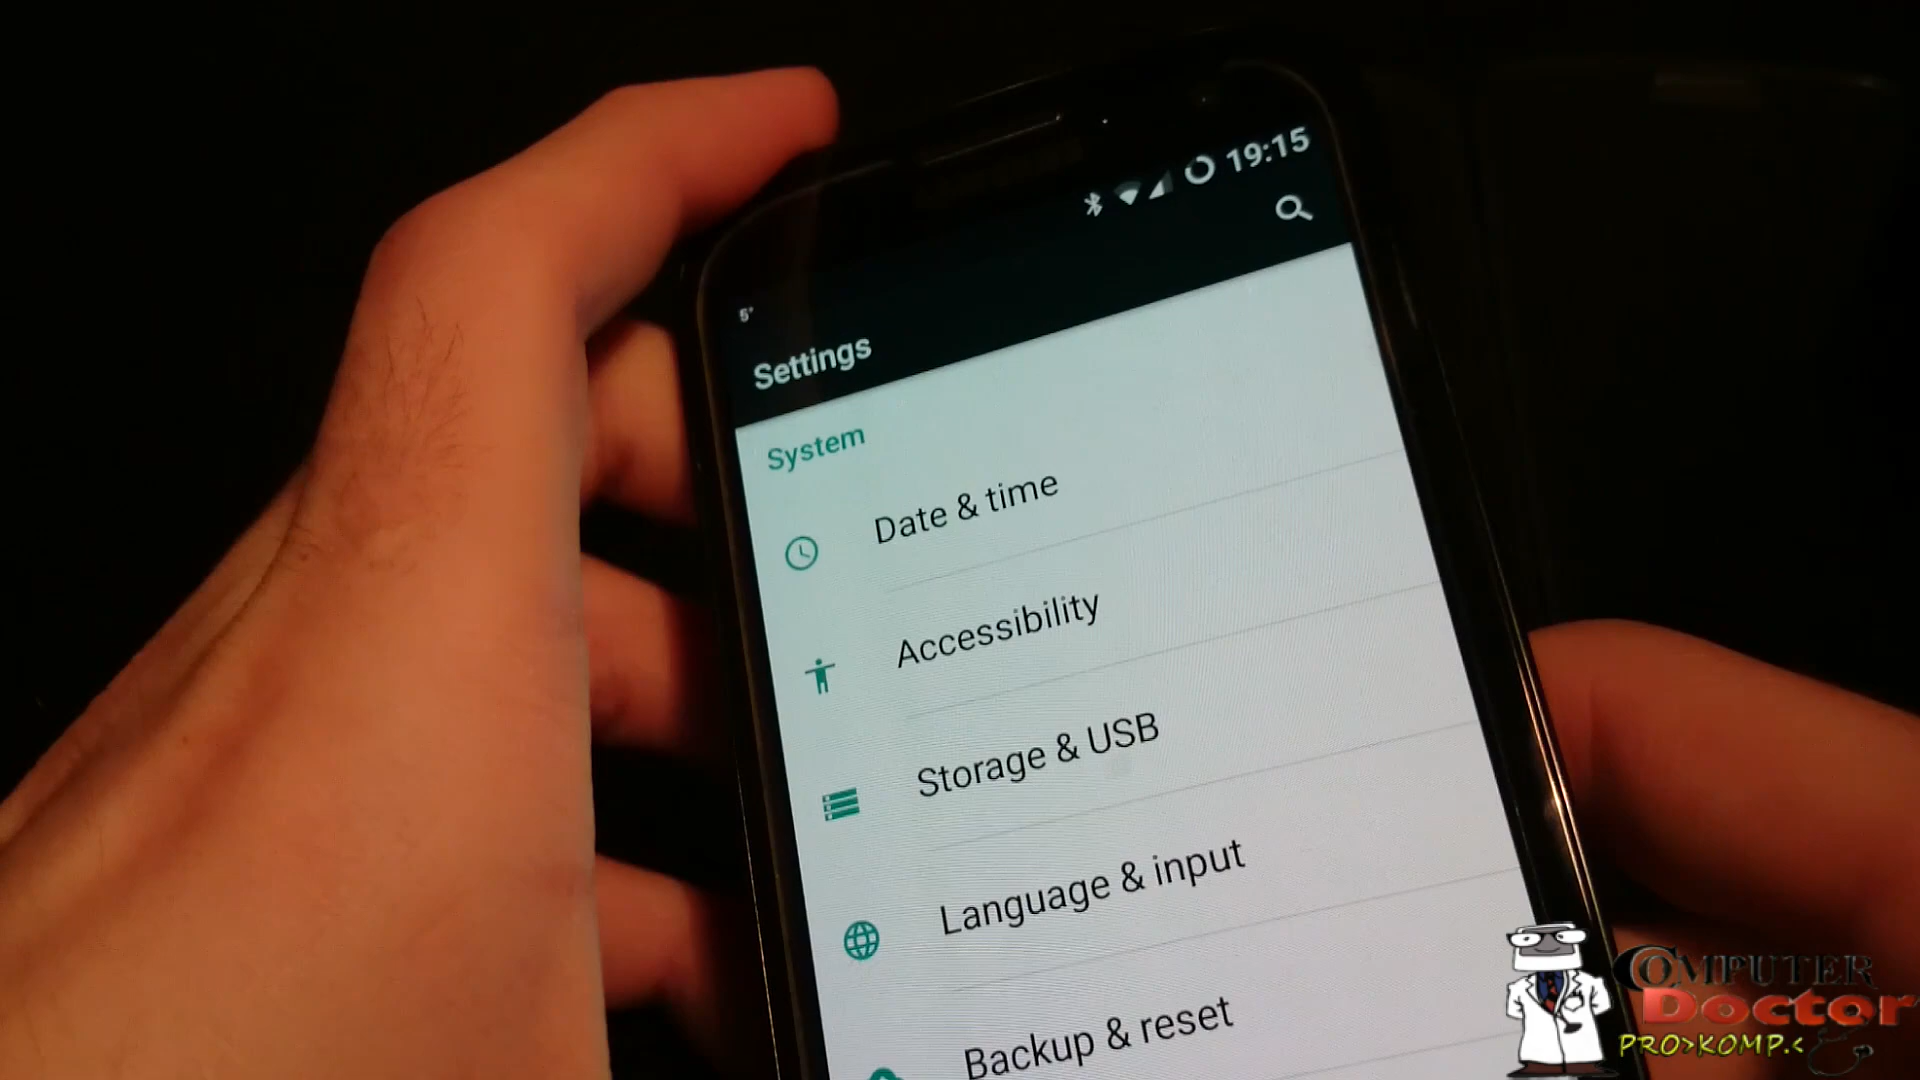 19:15
5°
Settings
System
Date & time
Accessibility
Storage & USB
Language & input
Backup & reset
COMPUTER
Doctor
PRO>KOMP.<